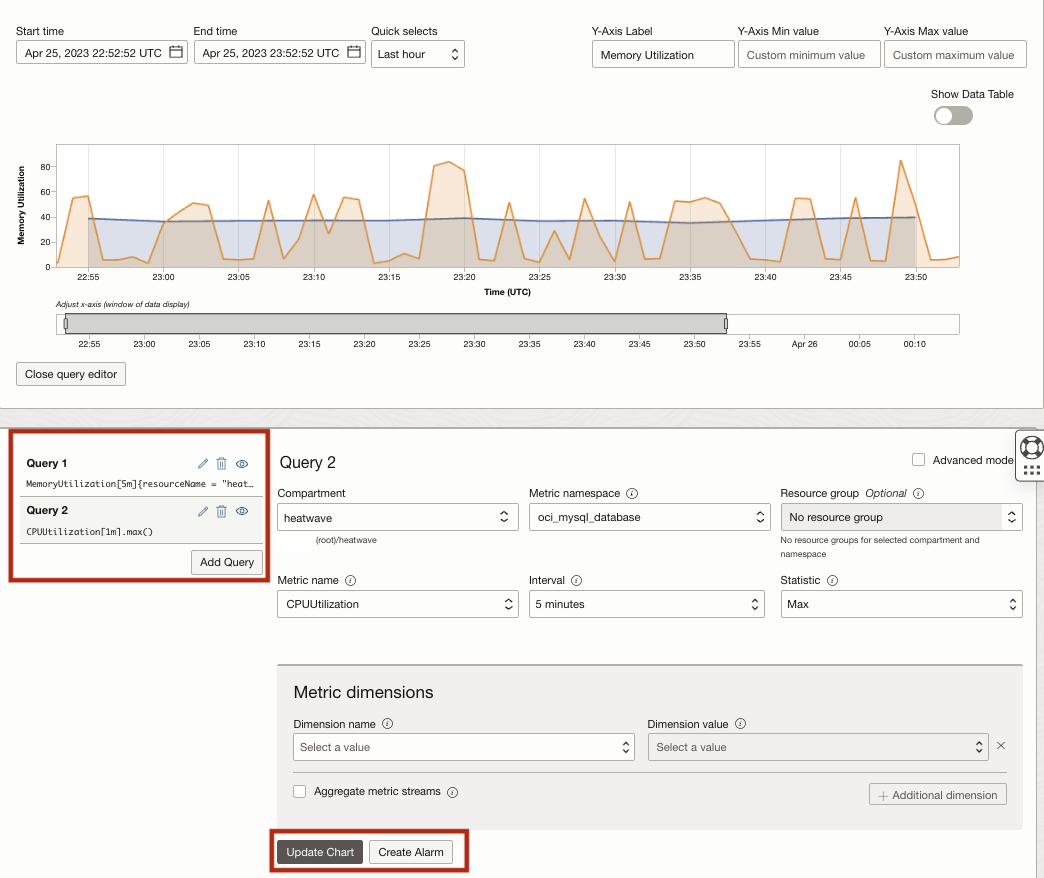 Start time End time Quick selects Y-Axis Label Y-Axis Min value Y-Axis Max value
Apr 25, 2023 22:52:52 UTC Apr 25, 2023 23:52:52 UTC Last hour Memory Utilization Custom minimum value Custom maximum value
Show Data Table
Memory Utilization
80
60
40
20
0
22:55 23:00 23:05 23:10 23:15 23:20 23:25 23:30 23:35 23:40 23:45 23:50
Time (UTC)
Adjust x-axis (window of data display)
22:55 23:00 23:05 23:10 23:15 23:20 23:25 23:30 23:35 23:40 23:45 23:50 23:55 Apr 26 00:05 00:10
Close query editor
Query 1
MemoryUtilization[5m]{resourceName = "heat…
Query 2
CPUUtilization[1m].max()
Add Query
Query 2
Advanced mode
Compartment Metric namespace Resource group Optional
heatwave oci_mysql_database No resource group
(root)/heatwave No resource groups for selected compartment and
namespace
Metric name Interval Statistic
CPUUtilization 5 minutes Max
Metric dimensions
Dimension name Dimension value
Select a value Select a value
Aggregate metric streams + Additional dimension
Update Chart Create Alarm